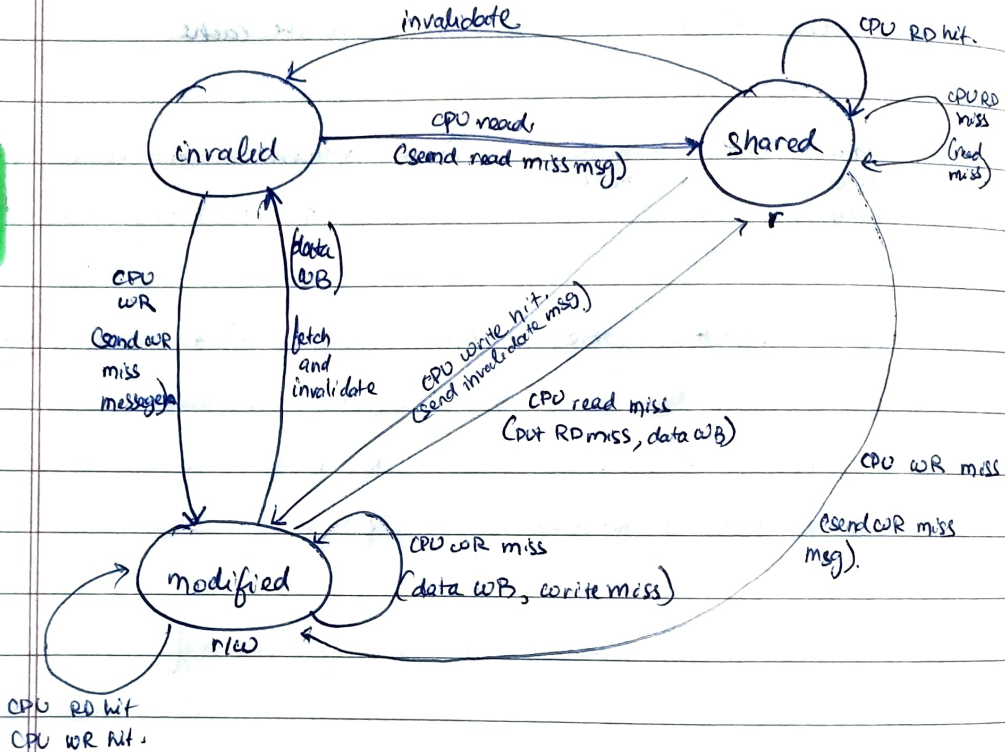 invalidate
CPU RD hit.
CPU RD
miss
(read
miss)
CPU read
(send read miss msg)
invalid
shared
r
(data
WB)
CPU
WR
(send WR
miss
message)
fetch
and
invalidate
CPU write hit.
(send invalidate msg)
CPU read miss
(put RD miss, data WB)
CPU WR miss
(send WR miss
msg).
CPU WR miss
(data WB, write miss)
modified
r/w
CPU RD hit
CPU WR hit.